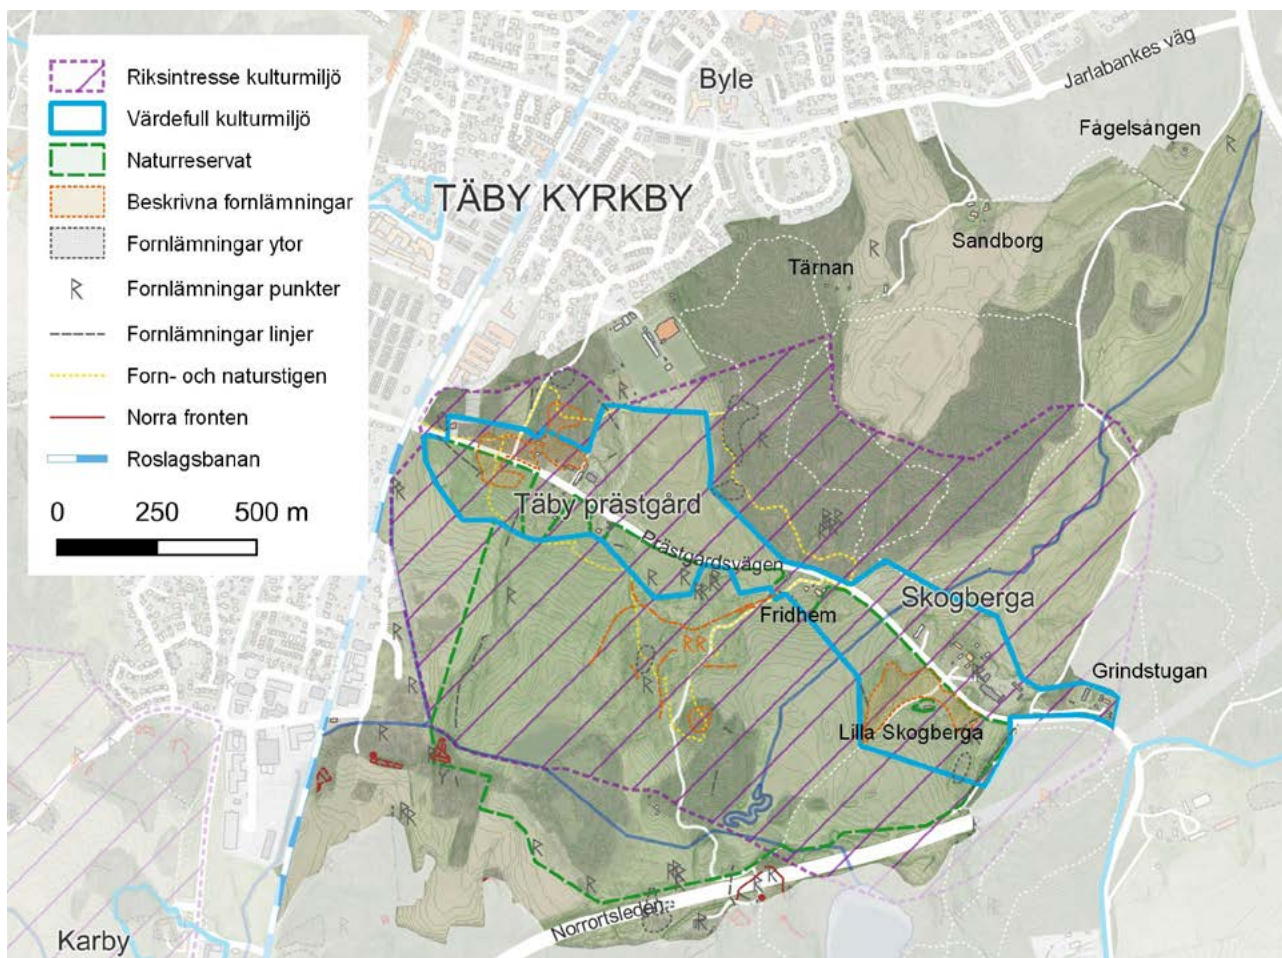 Riksintresse kulturmiljö
Värdefull kulturmiljö
Naturreservat
Beskrivna fornlämningar
Fornlämningar ytor
Fornlämningar punkter
Fornlämningar linjer
Forn- och naturstigen
Norra fronten
Roslagsbanan
0 250 500 m
Byle
Jarlabankes väg
Fågelsången
TÄBY KYRKBY
Sandborg
Tärnan
Täby prästgård
Prästgårdsvägen
Fridhem
Skogberga
Grindstugan
Lilla Skogberga
Norrortsleden
Karby